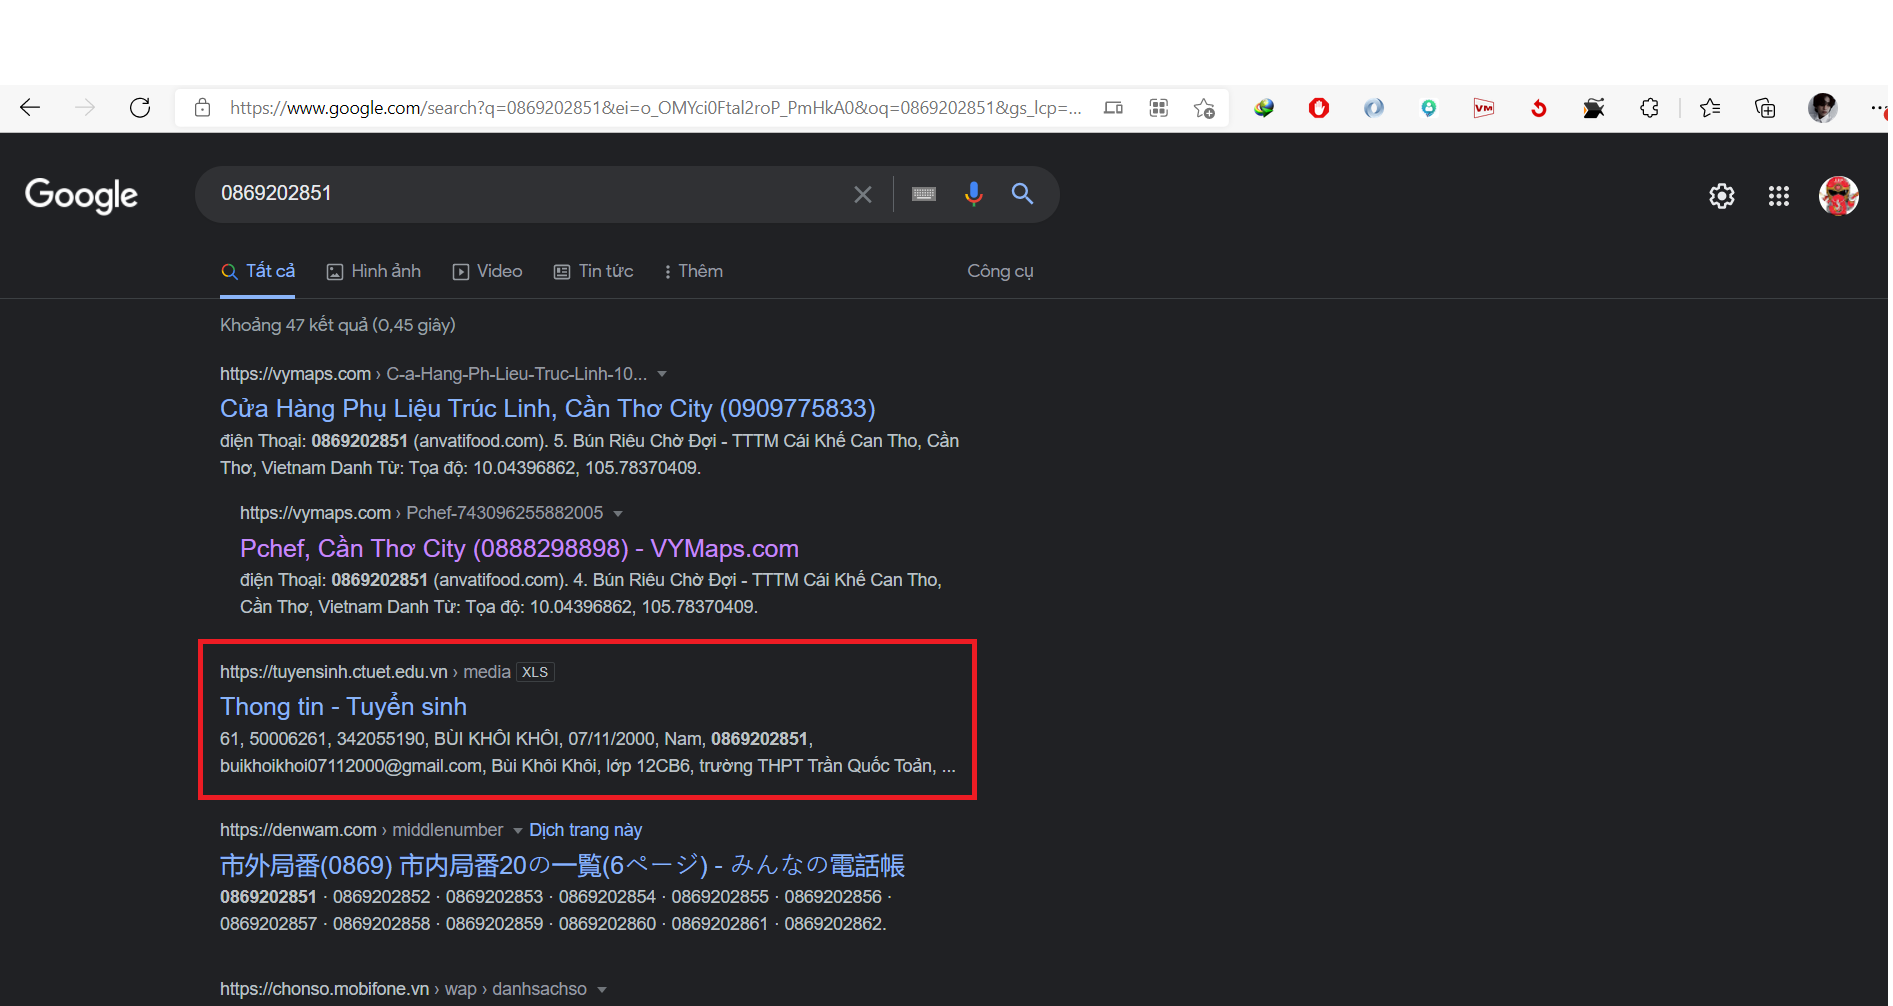 https://www.google.com/search?q=0869202851&ei=o_OMYci0Ftal2roP_PmHkA0&oq=0869202851&gs_lcp=...
VM
Google
0869202851
Tất cả
Hình ảnh
Video
Tin tức
Thêm
Công cụ
Khoảng 47 kết quả (0,45 giây)
https://vymaps.com › C-a-Hang-Ph-Lieu-Truc-Linh-10...
Cửa Hàng Phụ Liệu Trúc Linh, Cần Thơ City (0909775833)
điện Thoại: 0869202851 (anvatifood.com). 5. Bún Riêu Chờ Đợi - TTTM Cái Khế Can Tho, Cần
Thơ, Vietnam Danh Từ: Tọa độ: 10.04396862, 105.78370409.
https://vymaps.com › Pchef-743096255882005
Pchef, Cần Thơ City (0888298898) - VYMaps.com
điện Thoại: 0869202851 (anvatifood.com). 4. Bún Riêu Chờ Đợi - TTTM Cái Khế Can Tho,
Cần Thơ, Vietnam Danh Từ: Tọa độ: 10.04396862, 105.78370409.
https://tuyensinh.ctuet.edu.vn › media XLS
Thong tin - Tuyển sinh
61, 50006261, 342055190, BÙI KHÔI KHÔI, 07/11/2000, Nam, 0869202851,
buikhoikhoi07112000@gmail.com, Bùi Khôi Khôi, lớp 12CB6, trường THPT Trần Quốc Toản, ...
https://denwam.com › middlenumber Dịch trang này
市外局番(0869) 市内局番20の一覧(6ページ) - みんなの電話帳
0869202851 · 0869202852 · 0869202853 · 0869202854 · 0869202855 · 0869202856 ·
0869202857 · 0869202858 · 0869202859 · 0869202860 · 0869202861 · 0869202862.
https://chonso.mobifone.vn › wap › danhsachso